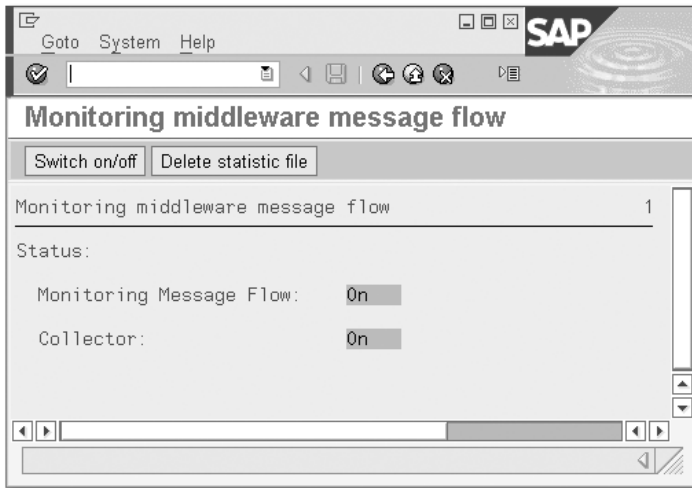 Goto System Help
SAP
Monitoring middleware message flow
Switch on/off Delete statistic file
Monitoring middleware message flow 1
Status:
Monitoring Message Flow: On
Collector: On